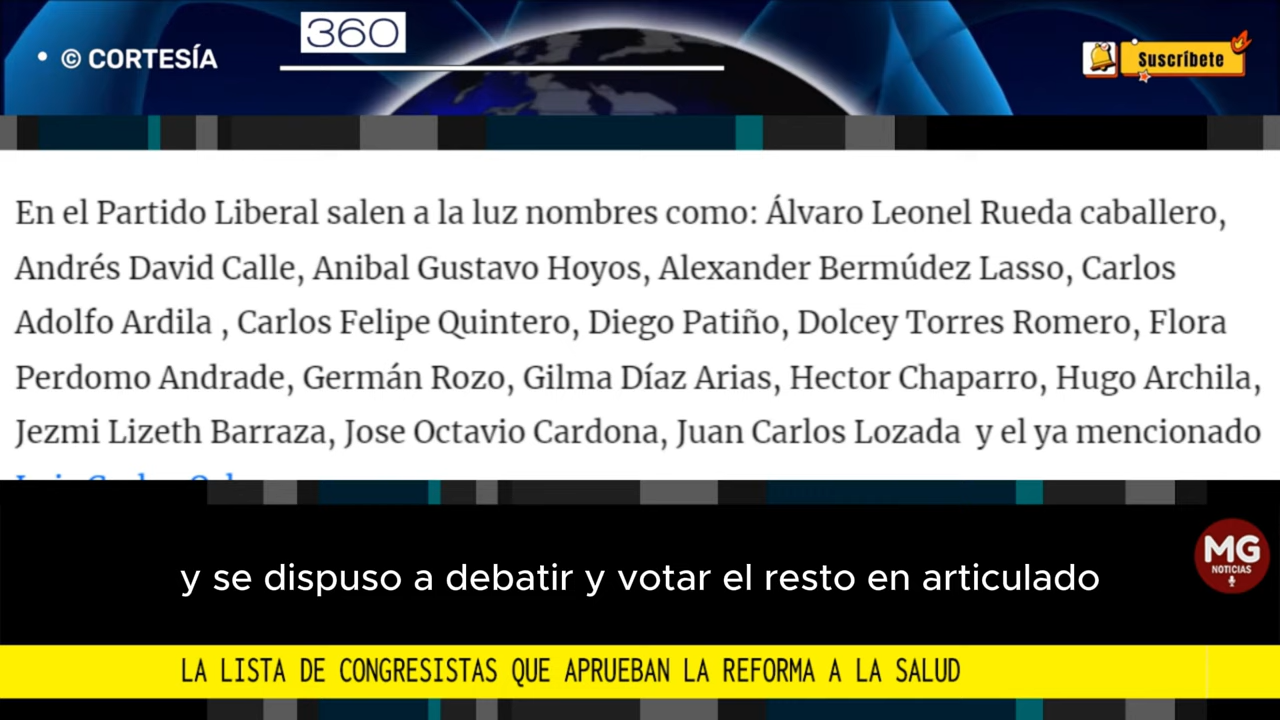 360
• © CORTESÍA
Suscríbete
En el Partido Liberal salen a la luz nombres como: Álvaro Leonel Rueda caballero,
Andrés David Calle, Anibal Gustavo Hoyos, Alexander Bermúdez Lasso, Carlos
Adolfo Ardila , Carlos Felipe Quintero, Diego Patiño, Dolcey Torres Romero, Flora
Perdomo Andrade, Germán Rozo, Gilma Díaz Arias, Hector Chaparro, Hugo Archila,
Jezmi Lizeth Barraza, Jose Octavio Cardona, Juan Carlos Lozada y el ya mencionado
MG
NOTICIAS
y se dispuso a debatir y votar el resto en articulado
LA LISTA DE CONGRESISTAS QUE APRUEBAN LA REFORMA A LA SALUD